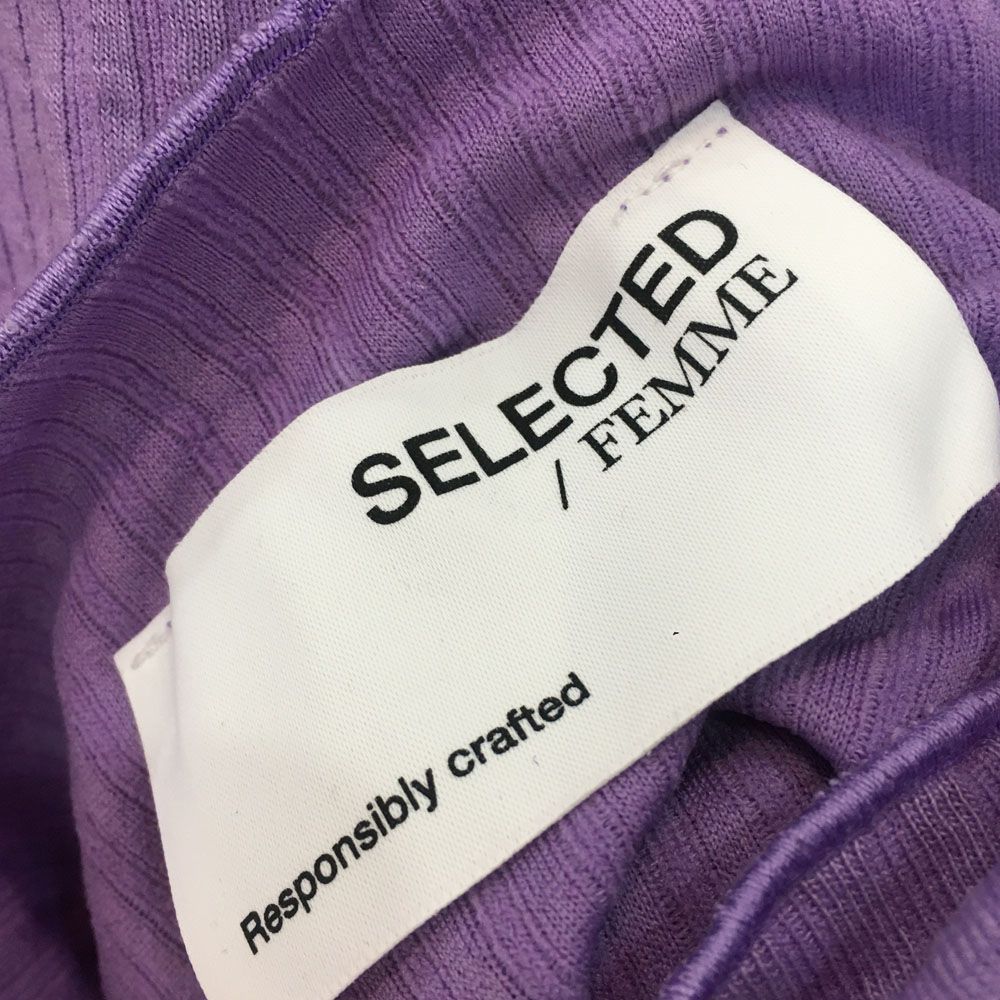 SELECTED
/ FEMME
Responsibly crafted